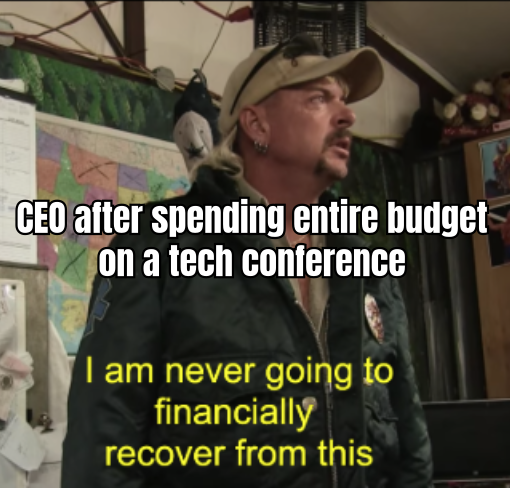 CEO after spending entire budget
on a tech conference
I am never going to
financially
recover from this